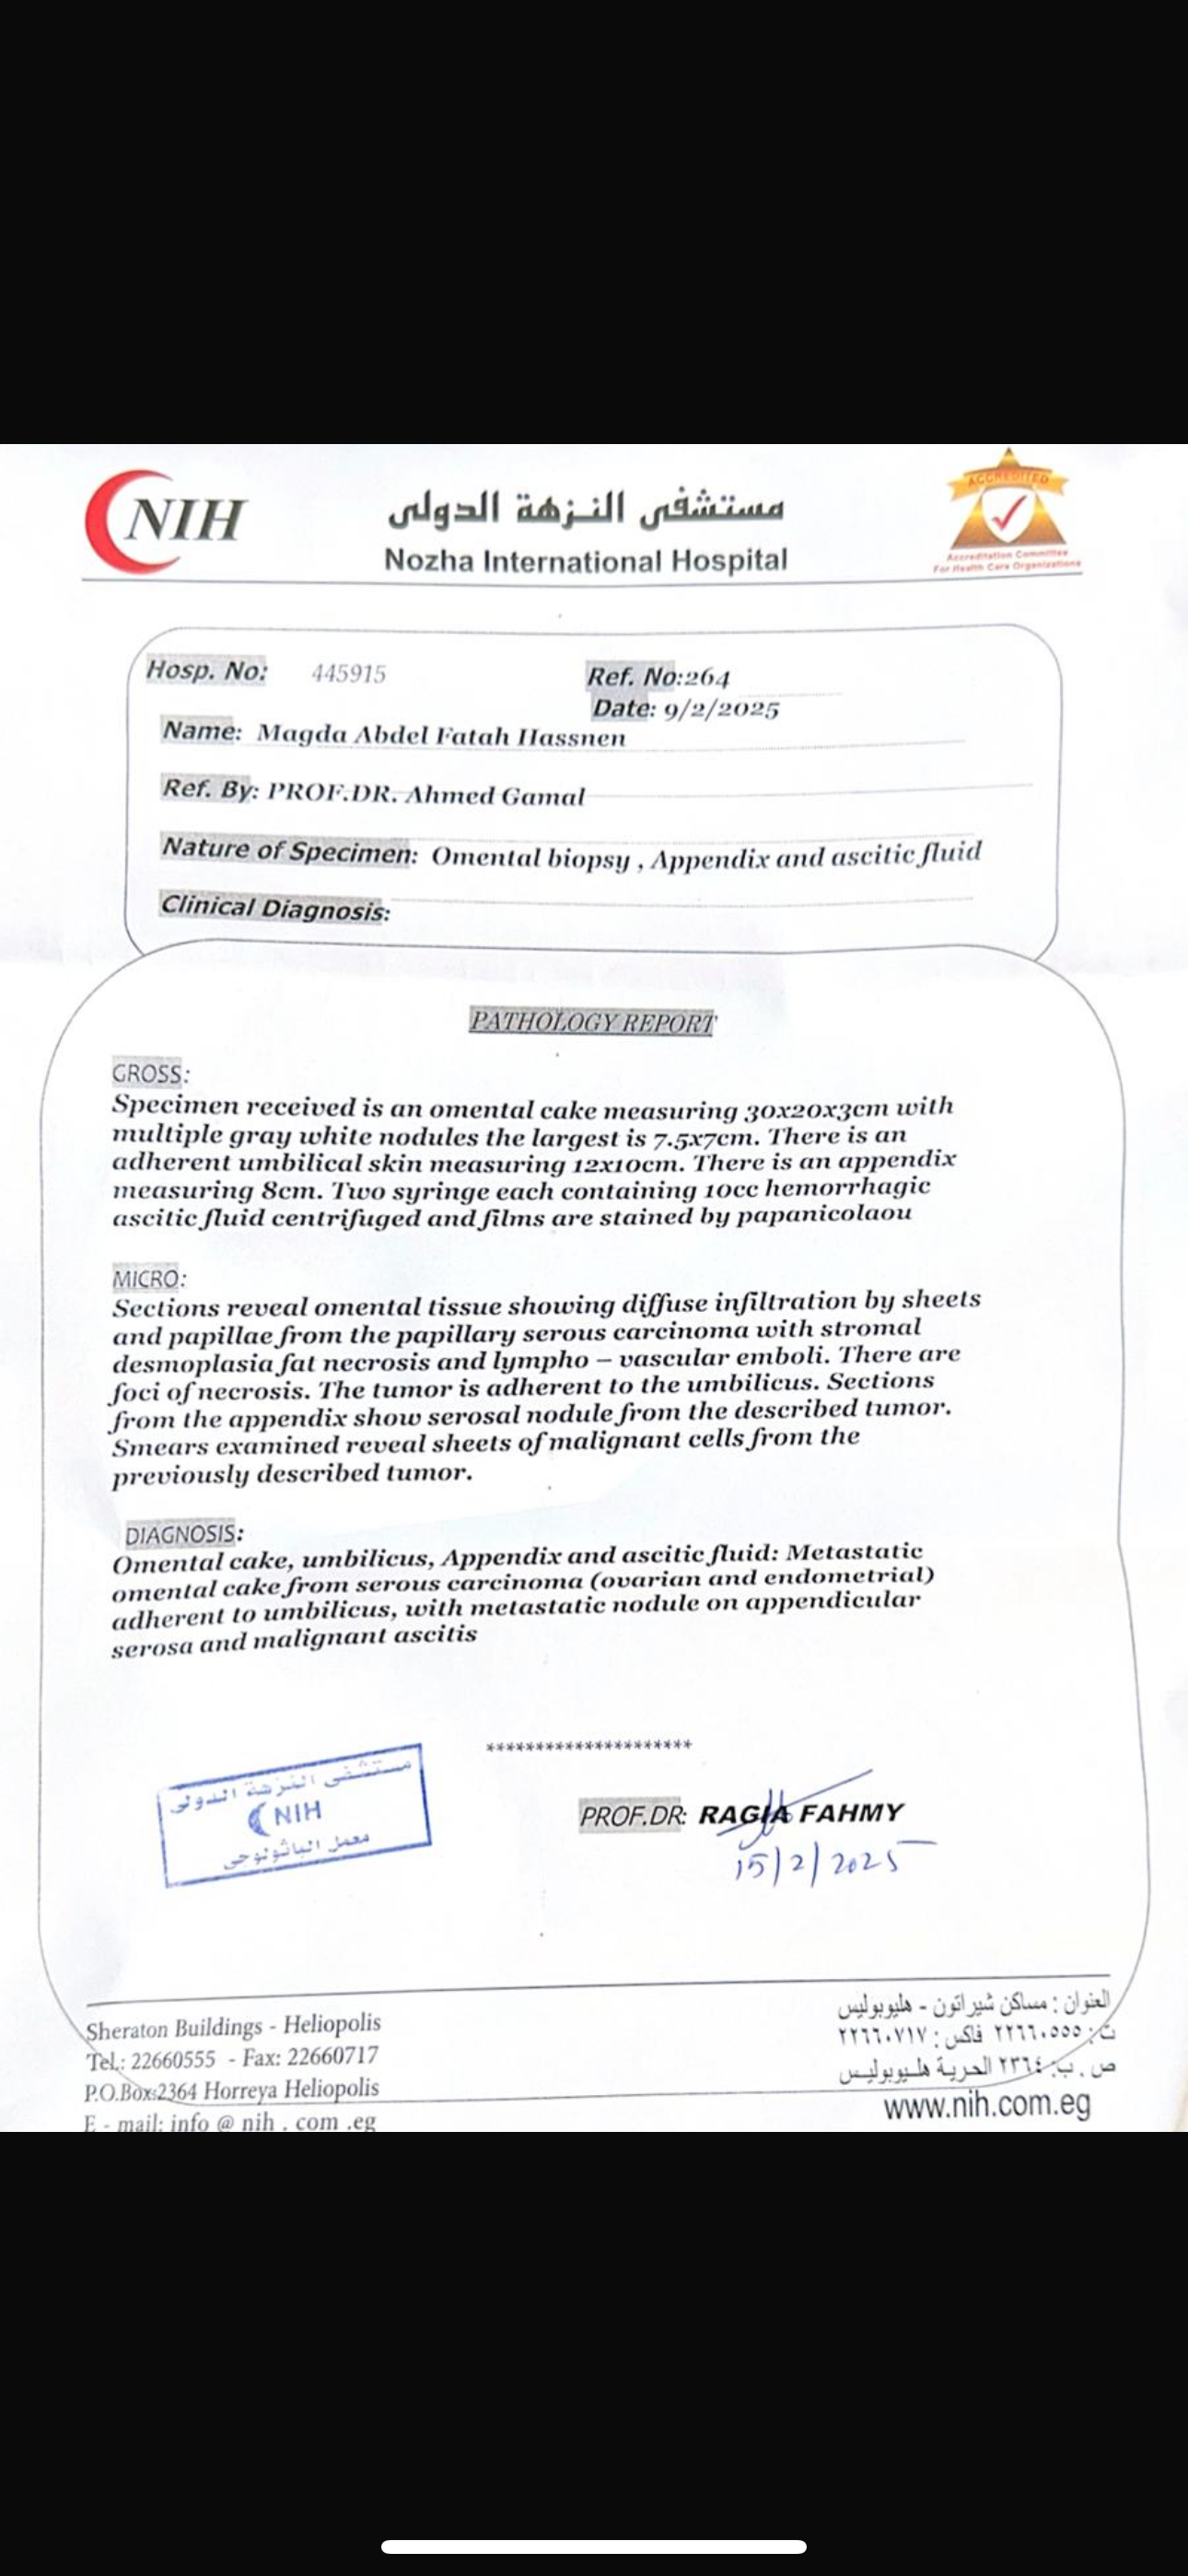 NIH
مستشفى النزهة الدولى
Nozha International Hospital
ACCREDITED
Accreditation Committee
For Health Care Organizations
Hosp. No: 445915
Ref. No:264
Date: 9/2/2025
Name: Magda Abdel Fatah Hassnen
Ref. By: PROF.DR. Ahmed Gamal
Nature of Specimen: Omental biopsy , Appendix and ascitic fluid
Clinical Diagnosis:
PATHOLOGY REPORT
GROSS:
Specimen received is an omental cake measuring 30x20x3cm with
multiple gray white nodules the largest is 7.5x7cm. There is an
adherent umbilical skin measuring 12x10cm. There is an appendix
measuring 8cm. Two syringe each containing 10cc hemorrhagic
ascitic fluid centrifuged and films are stained by papanicolaou
MICRO:
Sections reveal omental tissue showing diffuse infiltration by sheets
and papillae from the papillary serous carcinoma with stromal
desmoplasia fat necrosis and lympho – vascular emboli. There are
foci of necrosis. The tumor is adherent to the umbilicus. Sections
from the appendix show serosal nodule from the described tumor.
Smears examined reveal sheets of malignant cells from the
previously described tumor.
DIAGNOSIS:
Omental cake, umbilicus, Appendix and ascitic fluid: Metastatic
omental cake from serous carcinoma (ovarian and endometrial)
adherent to umbilicus, with metastatic nodule on appendicular
serosa and malignant ascitis
*********************
مستشفى النزهة الدولى
NIH
معمل الباثولوجى
PROF.DR: RAGIA FAHMY
15/2/2025
Sheraton Buildings - Heliopolis
Tel.: 22660555 - Fax: 22660717
P.O.Box:2364 Horreya Heliopolis
E - mail: info @ nih . com .eg
العنوان : مساكن شيراتون - هليوبوليس
ت : ٢٢٦٦٠٥٥٥ فاكس : ٢٢٦٦٠٧١٧
ص . ب: ٢٣٦٤ الحرية هليوبوليس
www.nih.com.eg